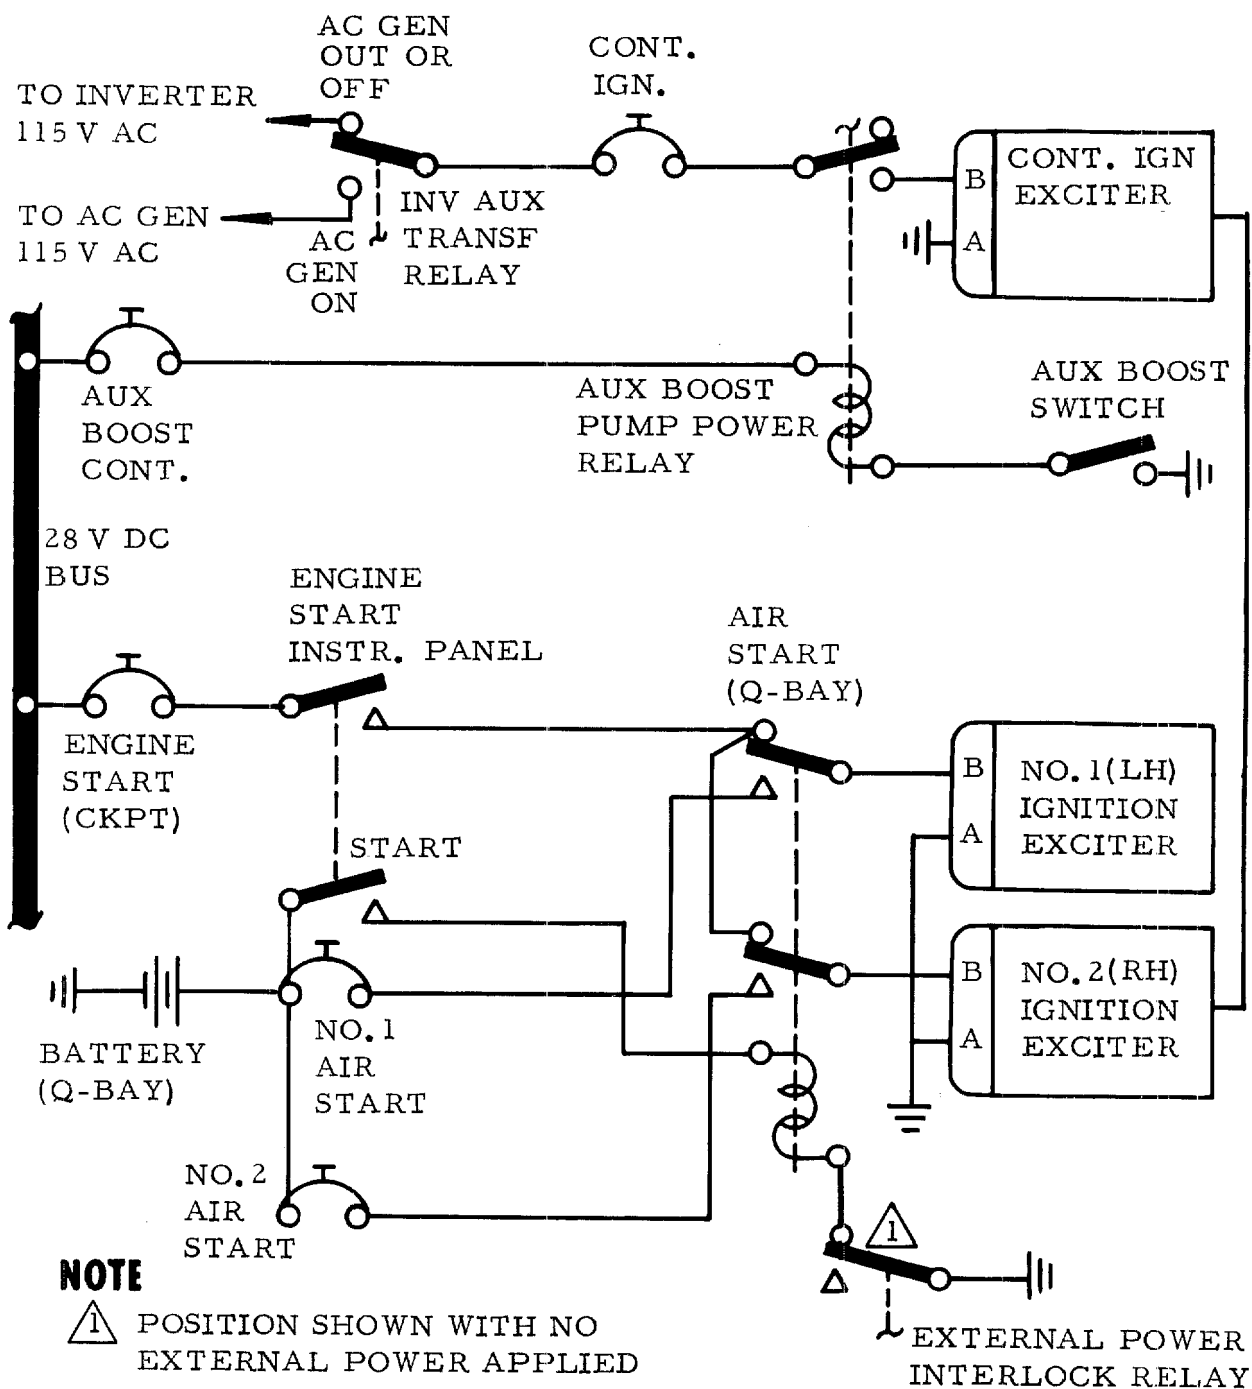 AC GEN
OUT OR
OFF
CONT.
IGN.
TO INVERTER
115 V AC
CONT. IGN
EXCITER
B
A
INV AUX
TRANSF
RELAY
TO AC GEN
115 V AC
AC
GEN
ON
AUX
BOOST
CONT.
AUX BOOST
PUMP POWER
RELAY
AUX BOOST
SWITCH
28 V DC
BUS
ENGINE
START
INSTR. PANEL
AIR
START
(Q-BAY)
ENGINE
START
(CKPT)
B
A
NO. 1(LH)
IGNITION
EXCITER
START
B
A
NO. 2(RH)
IGNITION
EXCITER
BATTERY
(Q-BAY)
NO. 1
AIR
START
NO. 2
AIR
START
1
NOTE
1 POSITION SHOWN WITH NO
EXTERNAL POWER APPLIED
EXTERNAL POWER
INTERLOCK RELAY